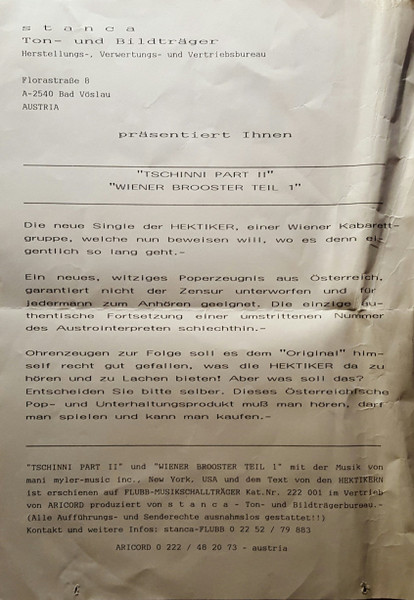 s t a n c a
Ton- und Bildträger
Herstellungs-, Verwertungs- und Vertriebsbureau
Florastraße 8
A-2540 Bad Vöslau
AUSTRIA
präsentiert Ihnen
"TSCHINNI PART II"
"WIENER BROOSTER TEIL 1"
Die neue Single der HEKTIKER, einer Wiener Kabarett-
gruppe, welche nun beweisen will, wo es denn ei-
gentlich so lang geht.-
Ein neues, witziges Poperzeugnis aus Österreich,
garantiert nicht der Zensur unterworfen und für
jedermann zum Anhören geeignet. Die einzige au-
thentische Fortsetzung einer umstrittenen Nummer
des Austrointerpreten schlechthin.-
Ohrenzeugen zur Folge soll es dem "Original" him-
self recht gut gefallen, was die HEKTIKER da zu
hören und zu Lachen bieten! Aber was soll das?
Entscheiden Sie bitte selber. Dieses Österreichische
Pop- und Unterhaltungsprodukt muß man hören, darf
man spielen und kann man kaufen.-
"TSCHINNI PART II" und "WIENER BROOSTER TEIL 1" mit der Musik von
mani myler-music inc., New York, USA und dem Text von den HEKTIKERN
ist erschienen auf FLUBB-MUSIKSCHALLTRÄGER Kat.Nr. 222 001 im Vertrieb
von ARICORD produziert von s t a n c a - Ton- und Bildträgerbureau.-
(Alle Aufführungs- und Senderechte ausnahmslos gestattet!!)
Kontakt und weitere Infos: stanca-FLUBB 0 22 52 / 79 883
ARICORD 0 222 / 48 20 73 - austria